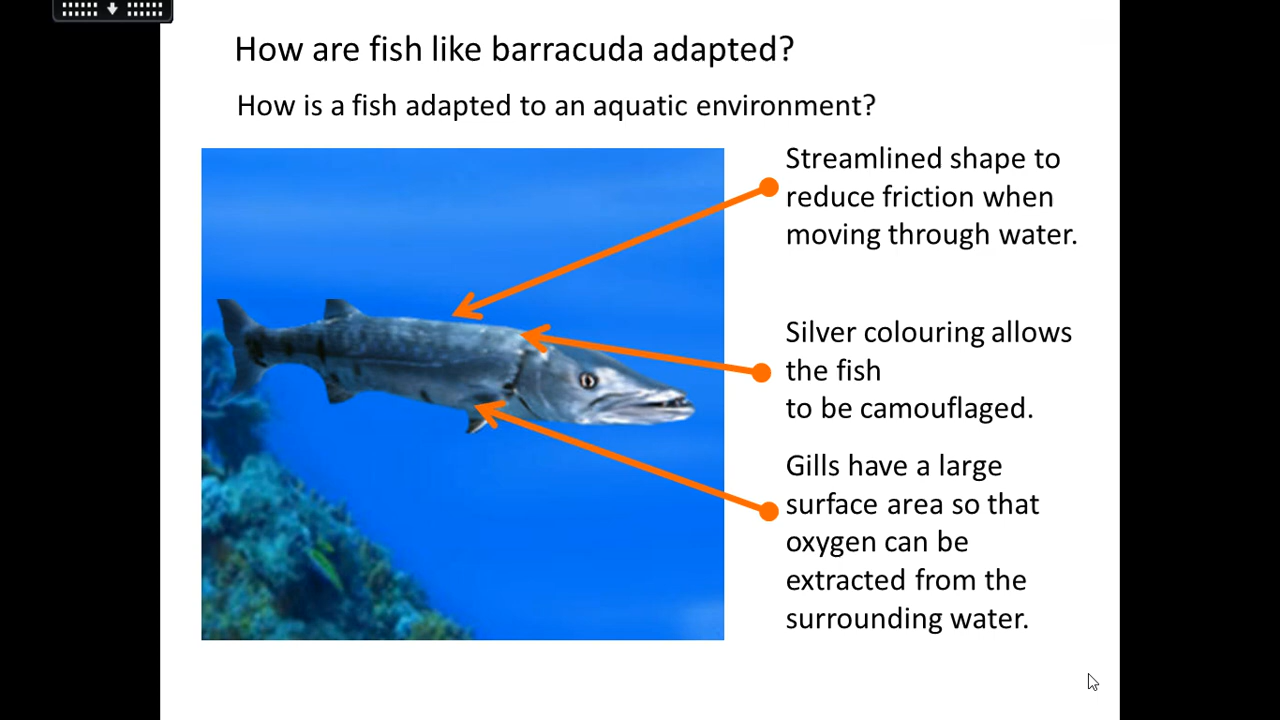 How are fish like barracuda adapted?
How is a fish adapted to an aquatic environment?
Streamlined shape to
reduce friction when
moving through water.
Silver colouring allows
the fish
to be camouflaged.
Gills have a large
surface area so that
oxygen can be
extracted from the
surrounding water.